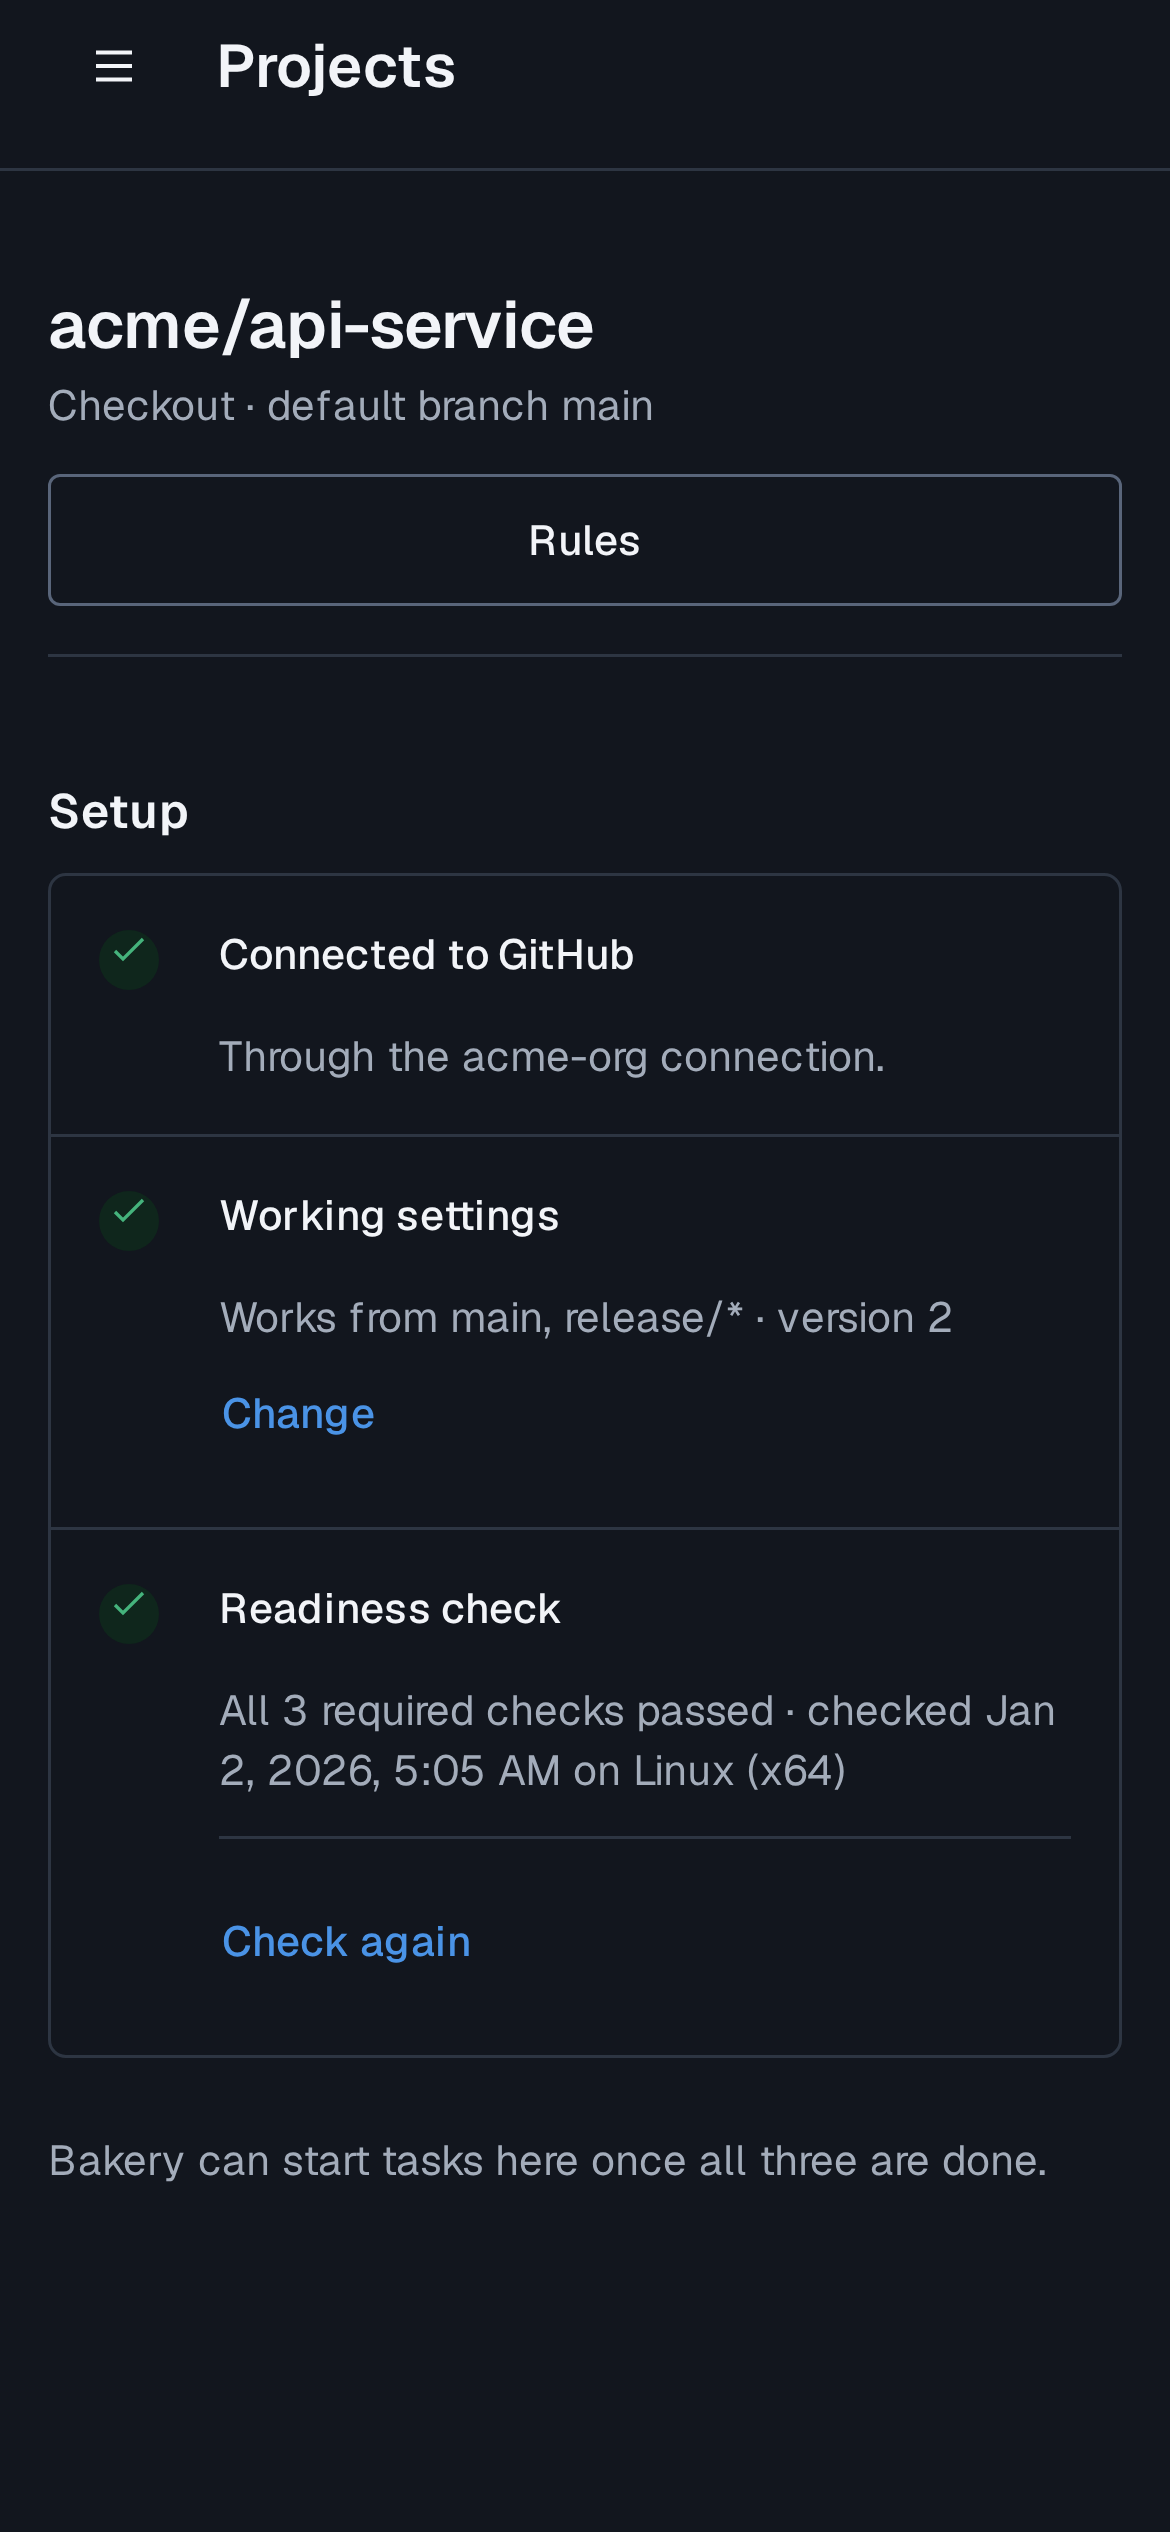 Projects
acme/api-service
Checkout · default branch main
Rules
Setup
Connected to GitHub
Through the acme-org connection.
Working settings
Works from main, release/* · version 2
Change
Readiness check
All 3 required checks passed · checked Jan
2, 2026, 5:05 AM on Linux (x64)
Check again
Bakery can start tasks here once all three are done.